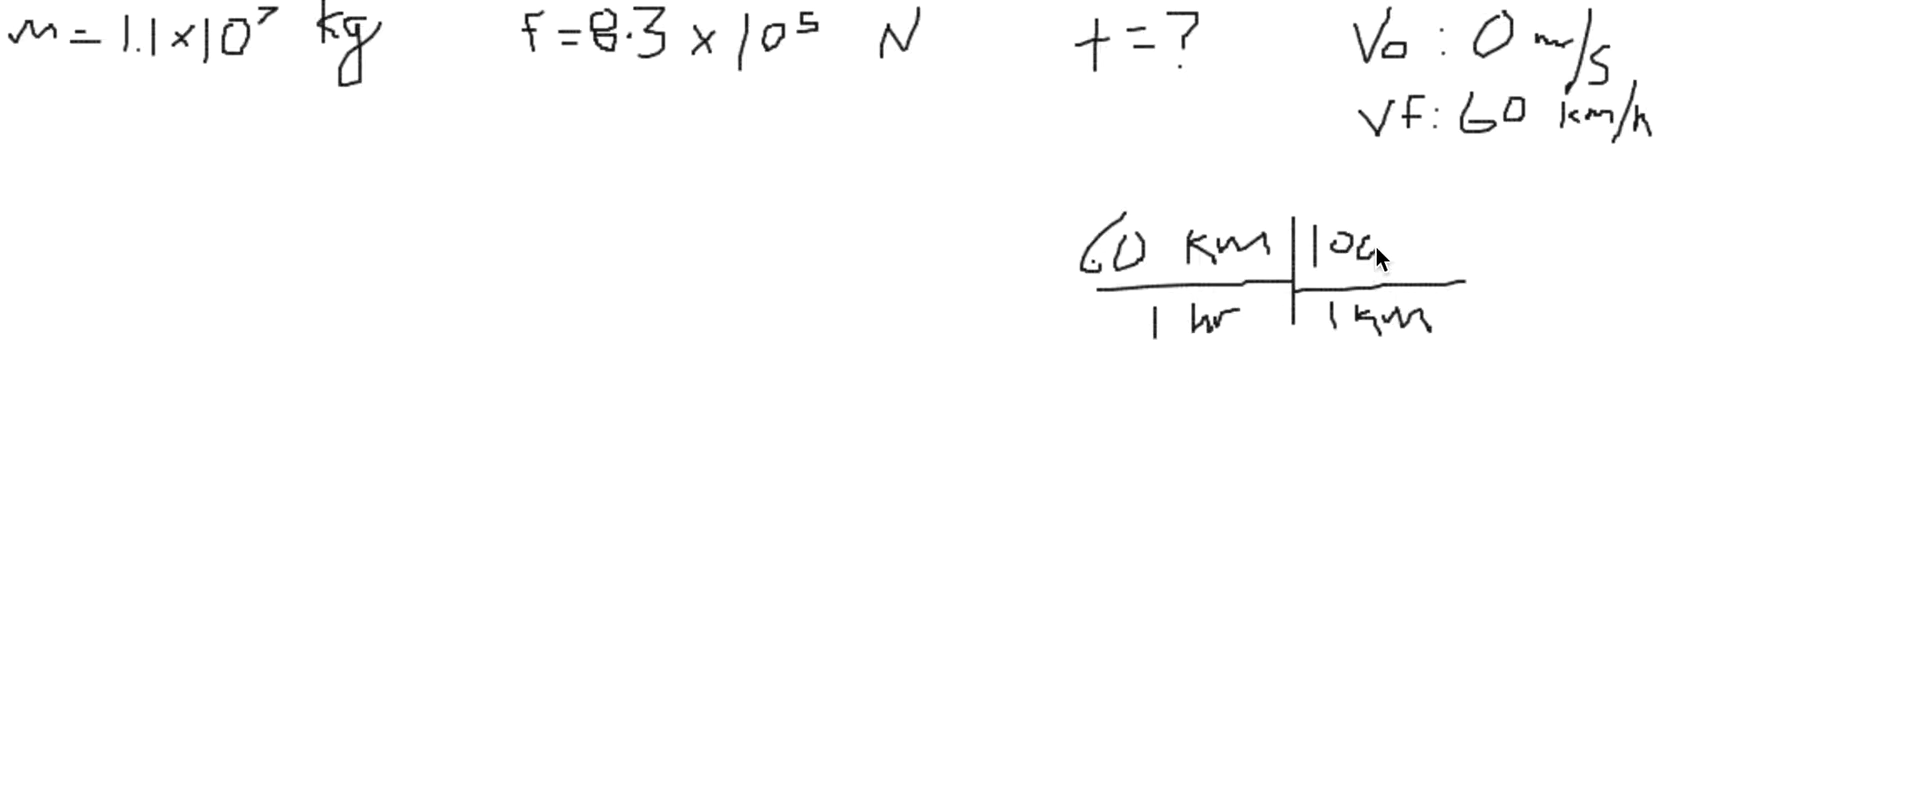 m = 1.1×10⁷ kg f = 8.3 × 10⁵ N t = ? Vo : 0 m/s
Vf: 60 km/h
60 km | 100
1 hr | 1 km